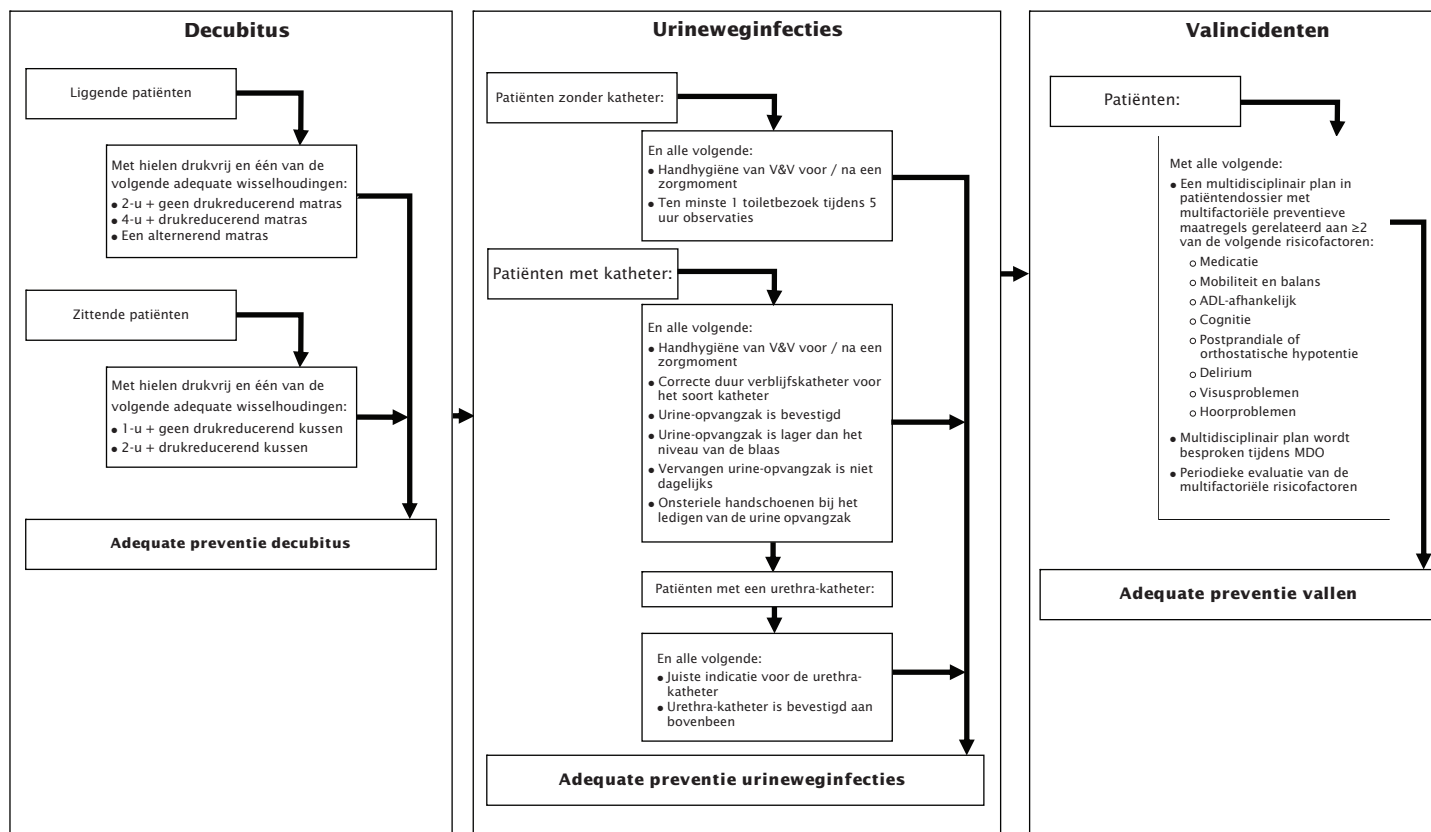 Decubitus
Liggende patiënten
Met hielen drukvrij en één van de
volgende adequate wisselhoudingen:
• 2-u + geen drukreducerend matras
• 4-u + drukreducerend matras
• Een alternerend matras
Zittende patiënten
Met hielen drukvrij en één van de
volgende adequate wisselhoudingen:
• 1-u + geen drukreducerend kussen
• 2-u + drukreducerend kussen
Adequate preventie decubitus
Urineweginfecties
Patiënten zonder katheter:
En alle volgende:
• Handhygiëne van V&V voor / na een
zorgmoment
• Ten minste 1 toiletbezoek tijdens 5
uur observaties
Patiënten met katheter:
En alle volgende:
• Handhygiëne van V&V voor / na een
zorgmoment
• Correcte duur verblijfskatheter voor
het soort katheter
• Urine-opvangzak is bevestigd
• Urine-opvangzak is lager dan het
niveau van de blaas
• Vervangen urine-opvangzak is niet
dagelijks
• Onsteriele handschoenen bij het
ledigen van de urine opvangzak
Patiënten met een urethra-katheter:
En alle volgende:
• Juiste indicatie voor de urethra-
katheter
• Urethra-katheter is bevestigd aan
bovenbeen
Adequate preventie urineweginfecties
Valincidenten
Patiënten:
Met alle volgende:
• Een multidisciplinair plan in
patiëntendossier met
multifactoriële preventieve
maatregels gerelateerd aan ≥2
van de volgende risicofactoren:
o Medicatie
o Mobiliteit en balans
o ADL-afhankelijk
o Cognitie
o Postprandiale of
orthostatische hypotentie
o Delirium
o Visusproblemen
o Hoorproblemen
• Multidisciplinair plan wordt
besproken tijdens MDO
• Periodieke evaluatie van de
multifactoriële risicofactoren
Adequate preventie vallen